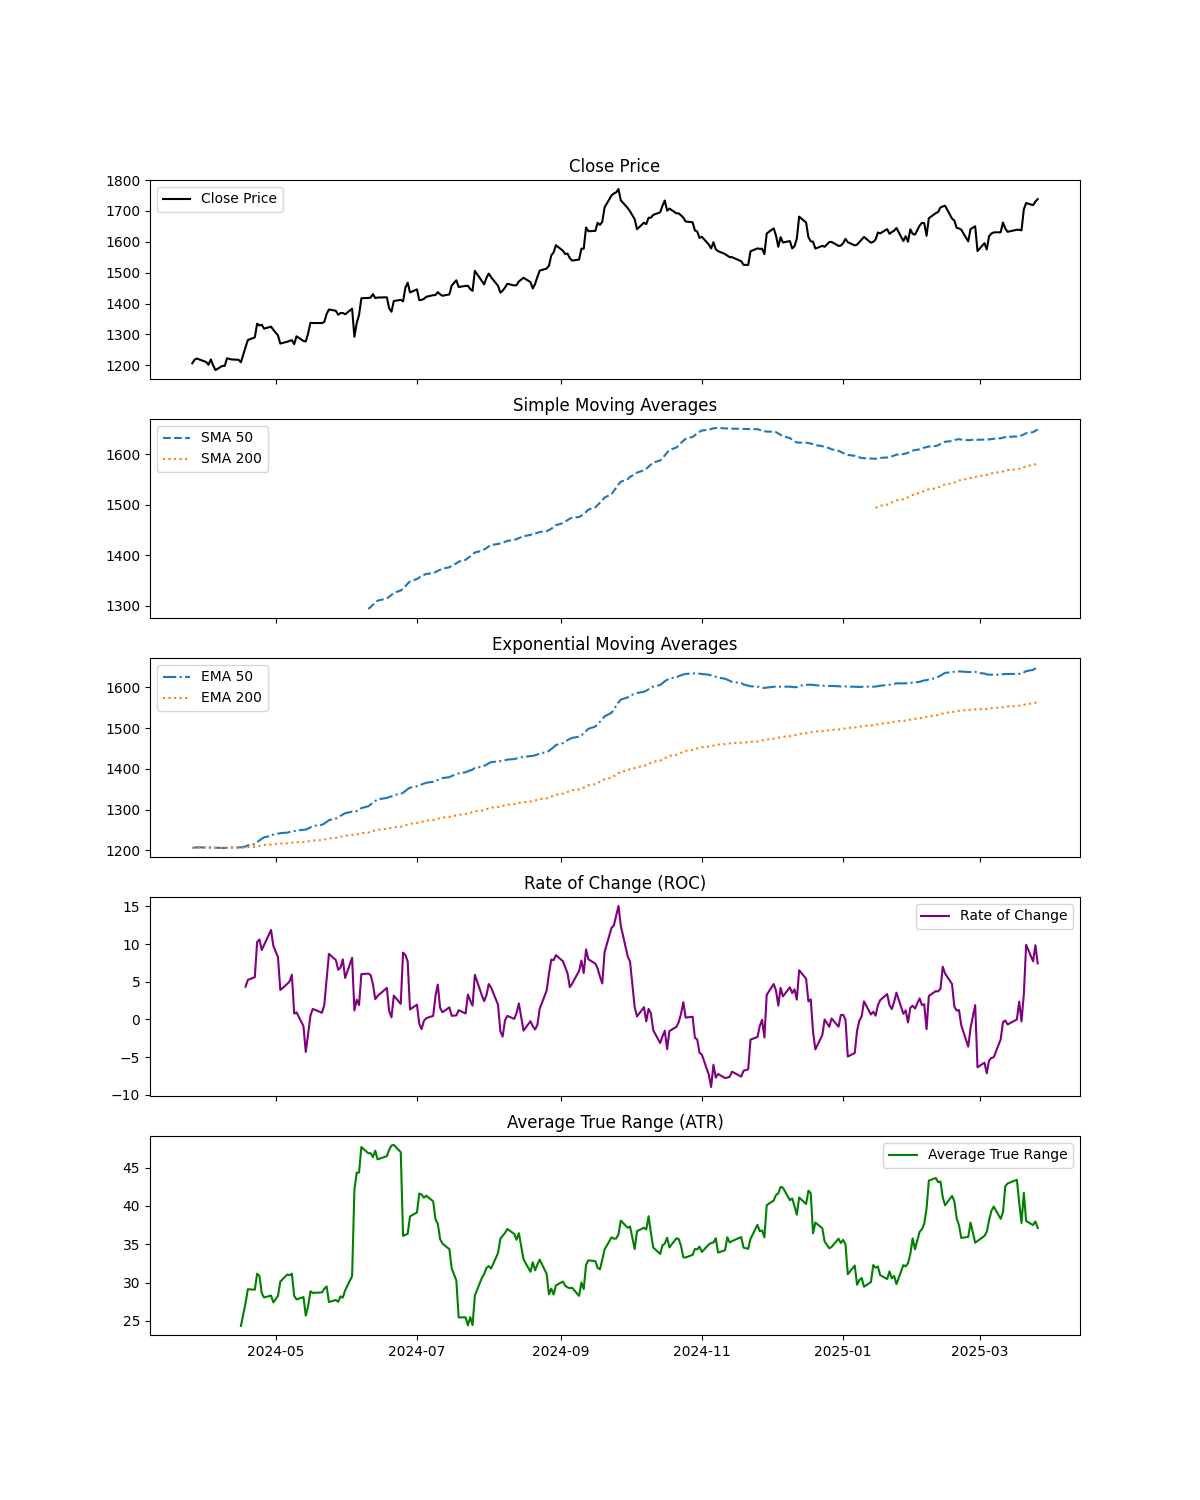 Close Price
1800
1700
1600
1500
1400
1300
1200
Close Price
Simple Moving Averages
1600
1500
1400
1300
SMA 50
SMA 200
Exponential Moving Averages
1600
1500
1400
1300
1200
EMA 50
EMA 200
Rate of Change (ROC)
15
10
5
0
−5
−10
Rate of Change
Average True Range (ATR)
45
40
35
30
25
Average True Range
2024-05 2024-07 2024-09 2024-11 2025-01 2025-03